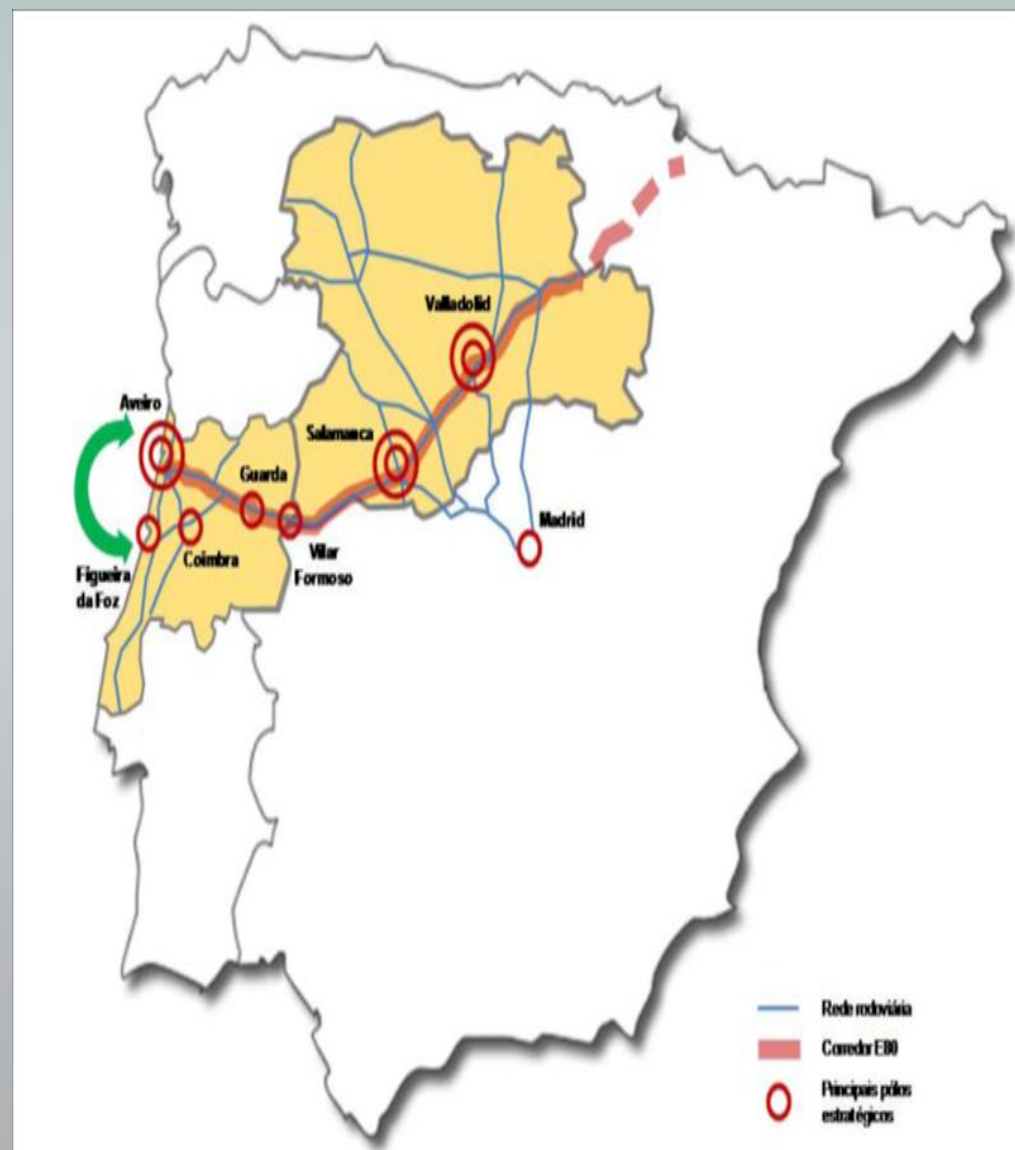 Valladolid
Aveiro
Salamanca
Guarda
Madrid
Coimbra
Vilar
Formoso
Figueira
da Foz
Rede rodoviária
Corredor E80
Principais pólos
estratégicos